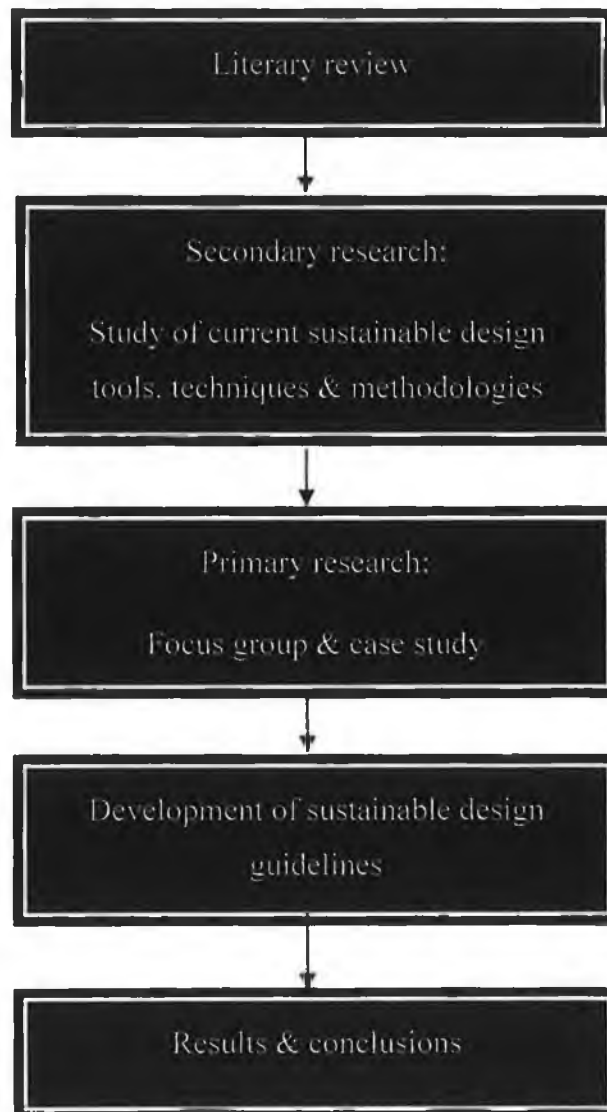 Literary review
Secondary research:
Study of current sustainable design
tools, techniques & methodologies
Primary research:
Focus group & case study
Development of sustainable design
guidelines
Results & conclusions